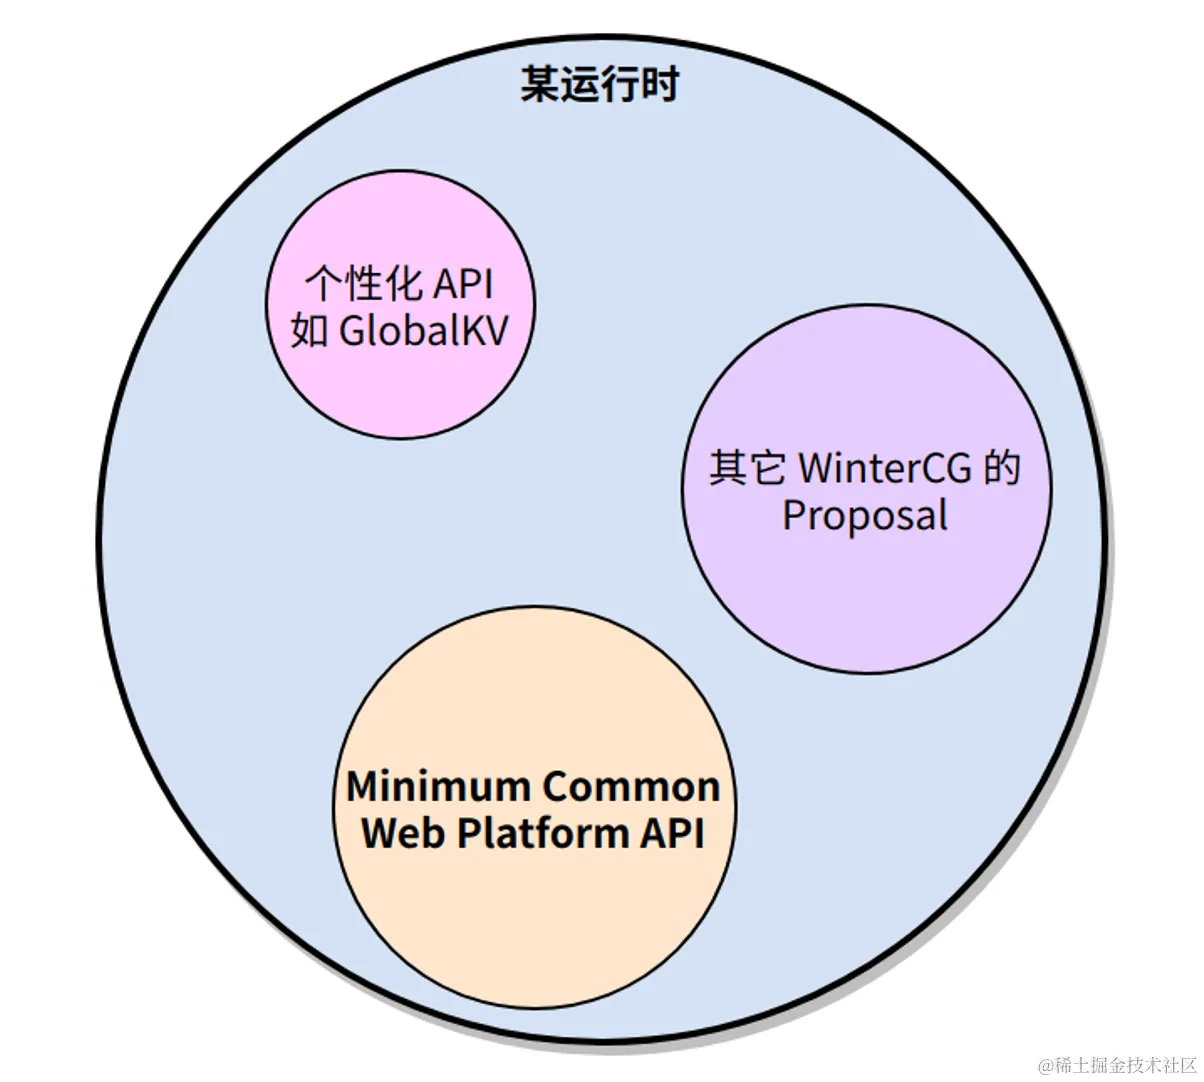 某运行时
个性化 API
如 GlobalKV
其它 WinterCG 的
Proposal
Minimum Common
Web Platform API
@稀土掘金技术社区